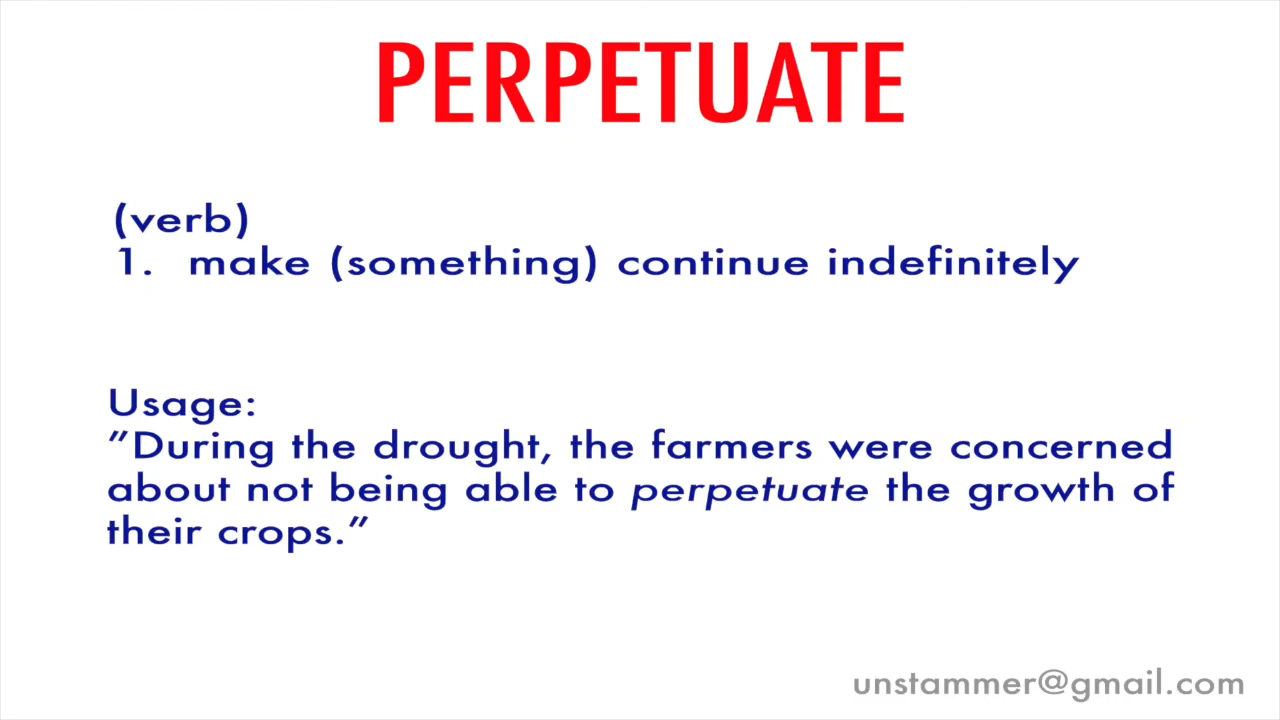 PERPETUATE
(verb)
1. make (something) continue indefinitely
Usage:
"During the drought, the farmers were concerned
about not being able to perpetuate the growth of
their crops."
unstammer@gmail.com